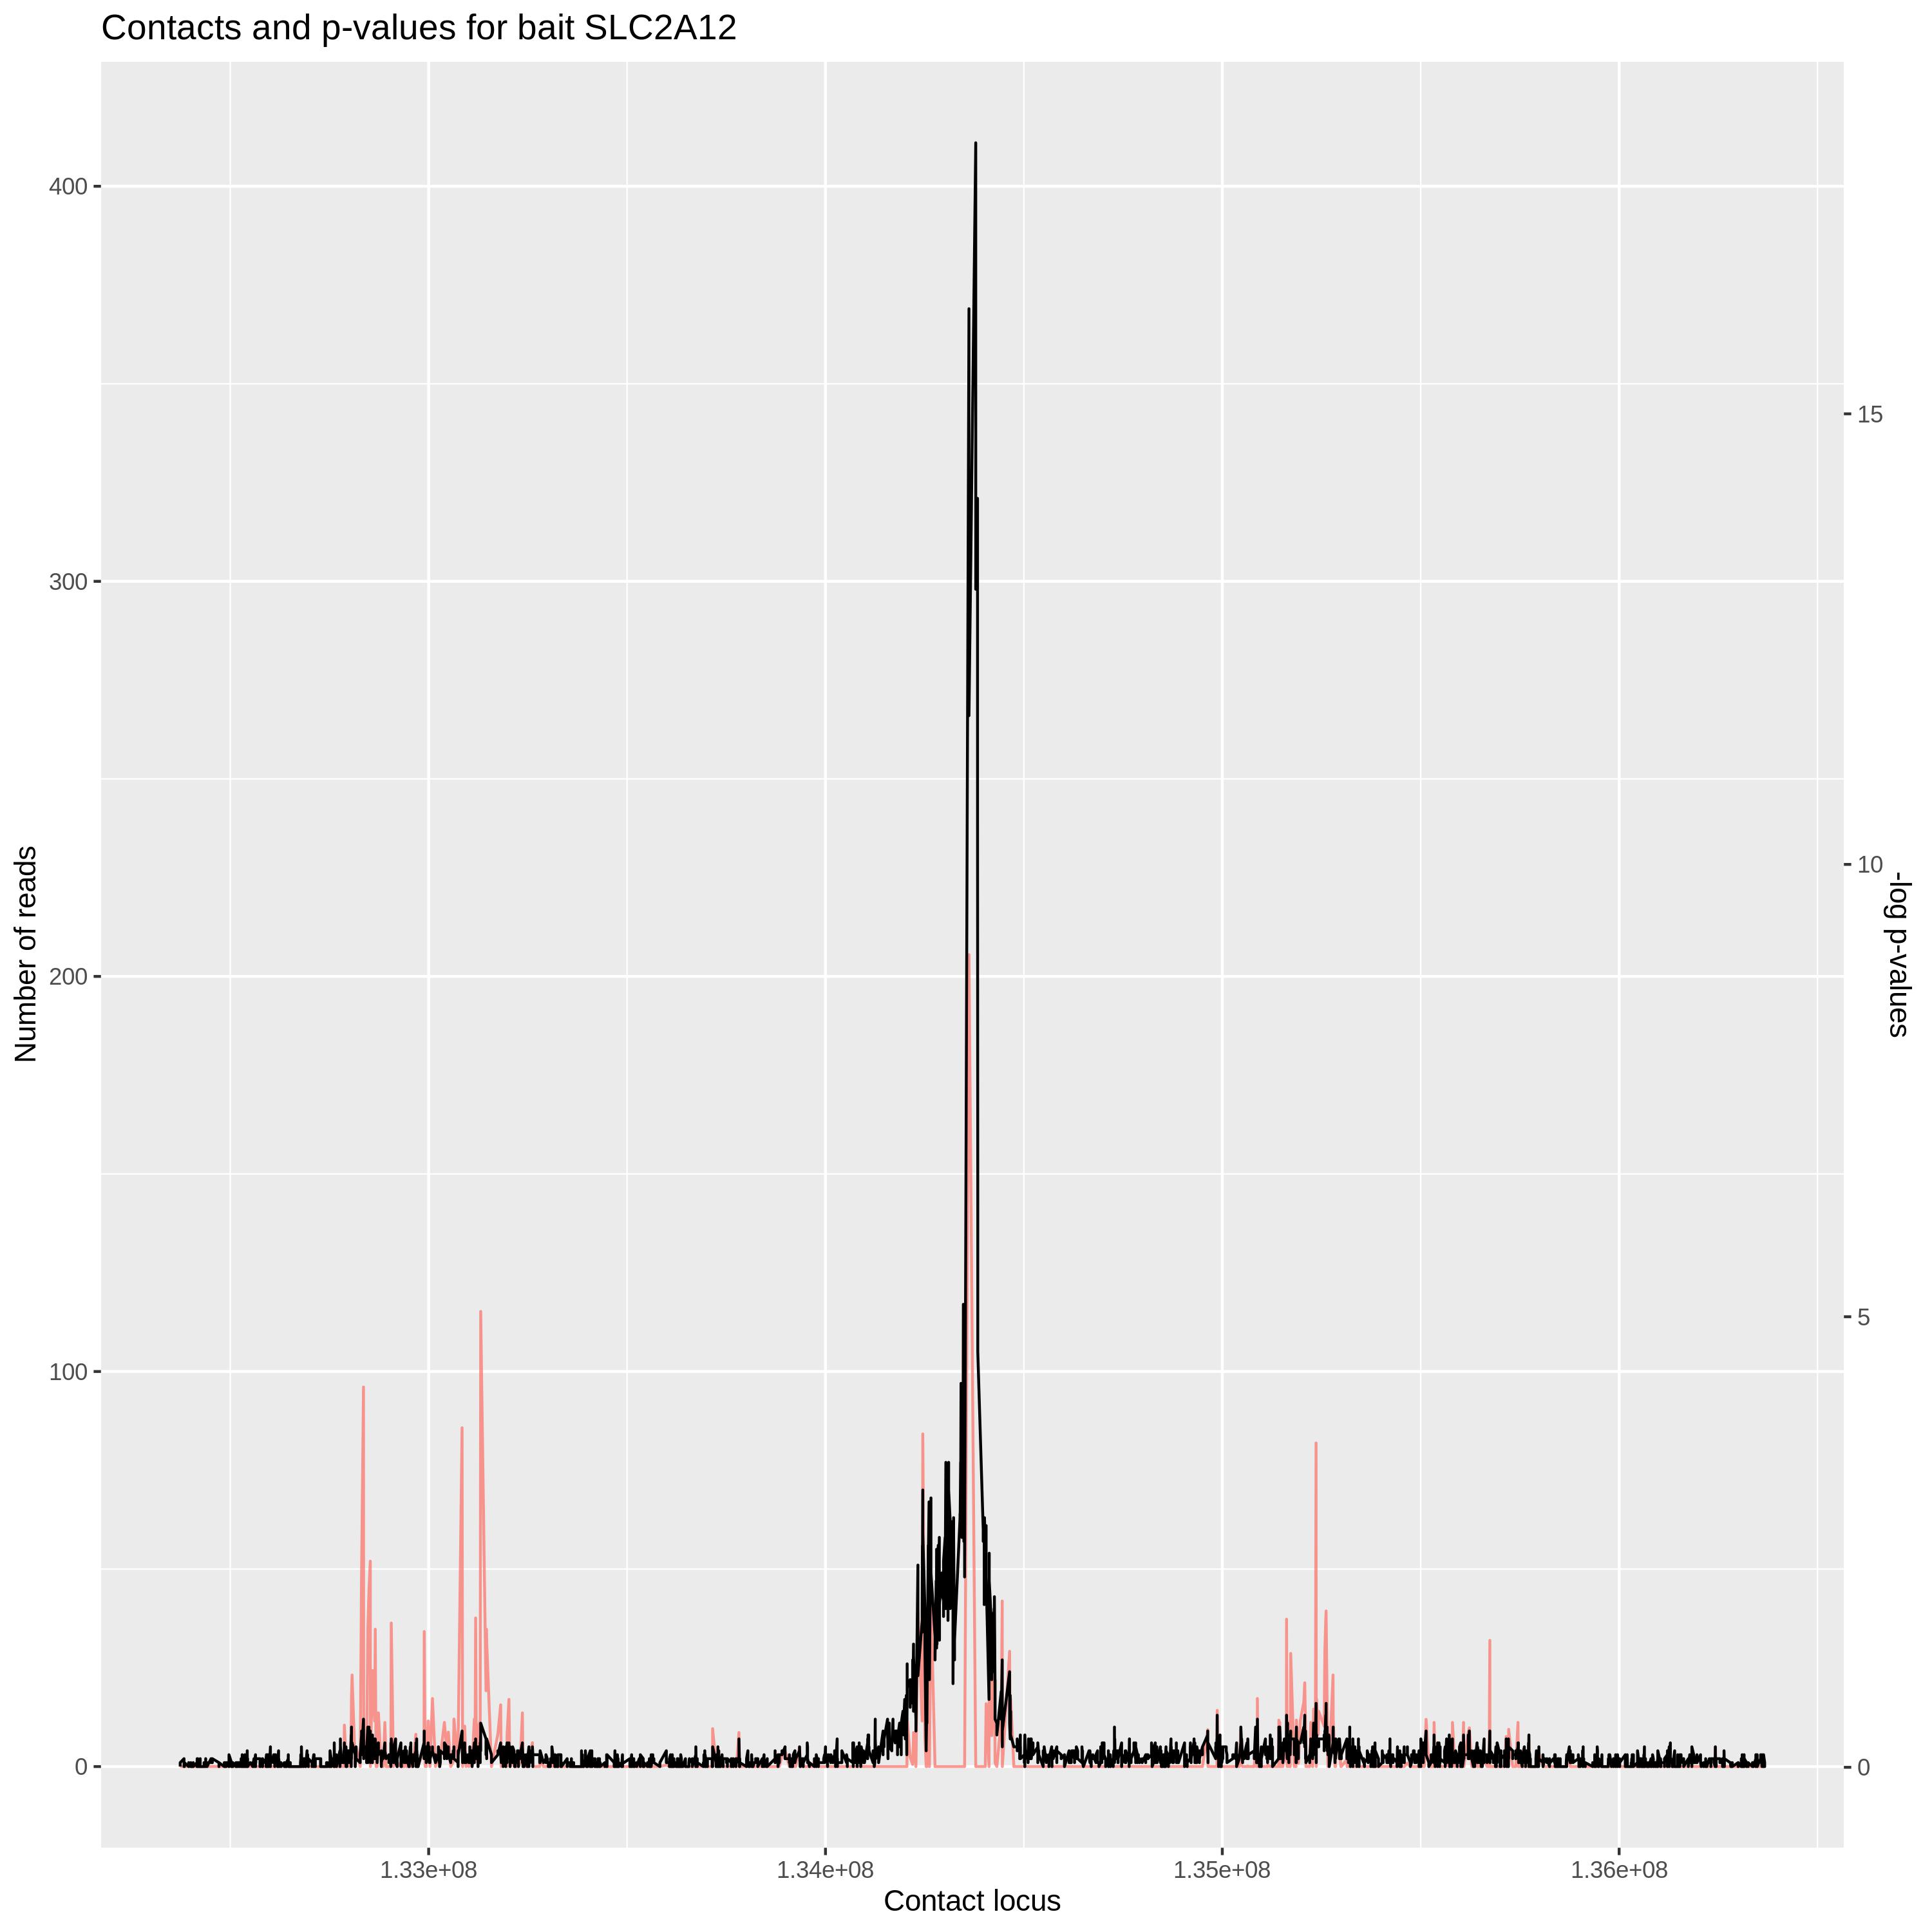 Contacts and p-values for bait SLC2A12
400
300
200
100
0
Number of reads
15
10
5
0
-log p-values
1.33e+08
1.34e+08
1.35e+08
1.36e+08
Contact locus